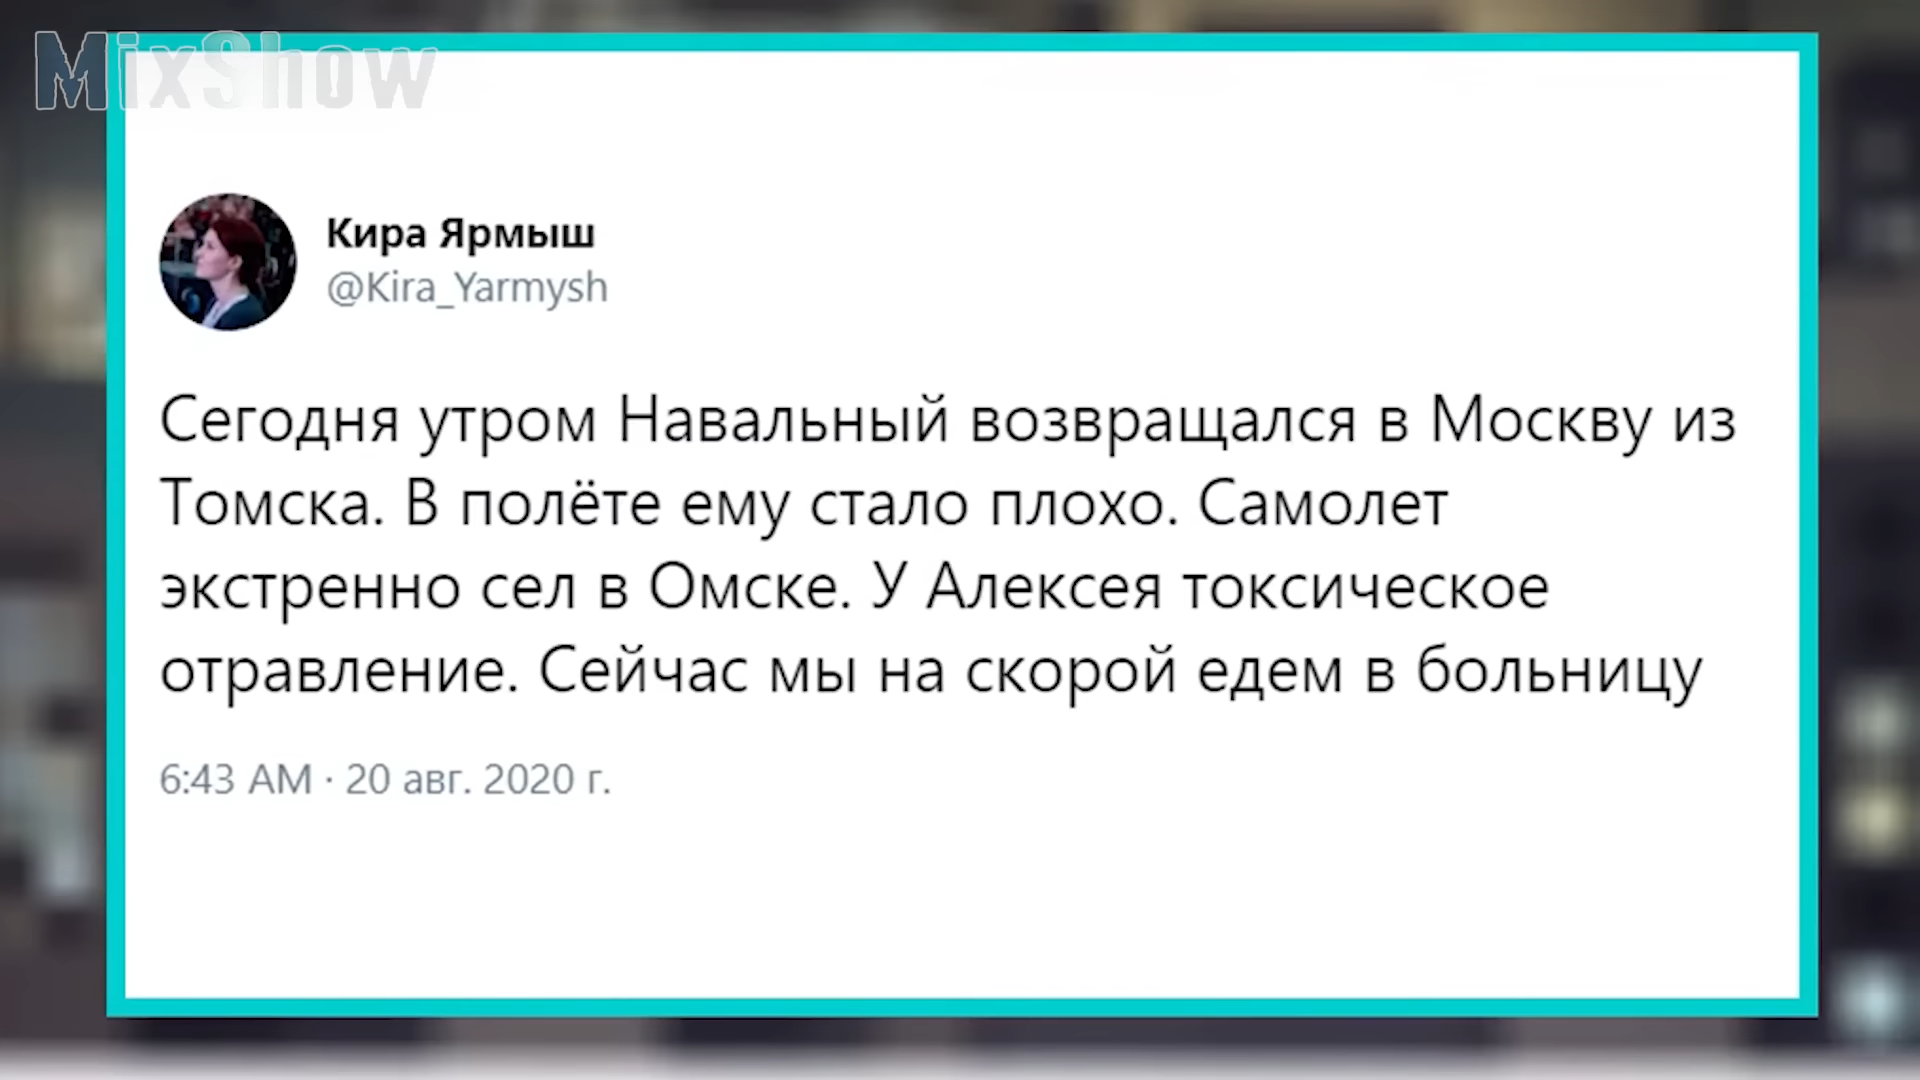 MixShow
Кира Ярмыш
@Kira_Yarmysh
Сегодня утром Навальный возвращался в Москву из
Томска. В полёте ему стало плохо. Самолет
экстренно сел в Омске. У Алексея токсическое
отравление. Сейчас мы на скорой едем в больницу
6:43 AM · 20 авг. 2020 г.